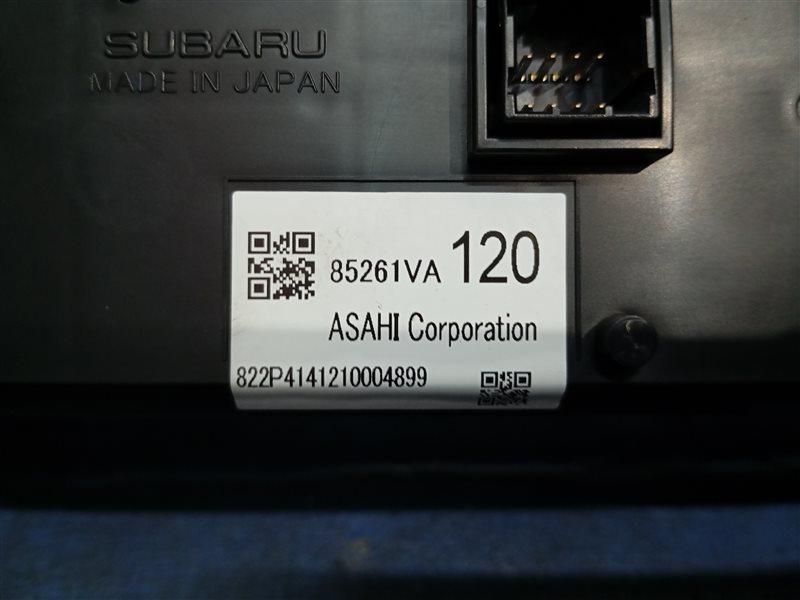 SUBARU
MADE IN JAPAN
85261VA 120
ASAHI Corporation
822P4141210004899